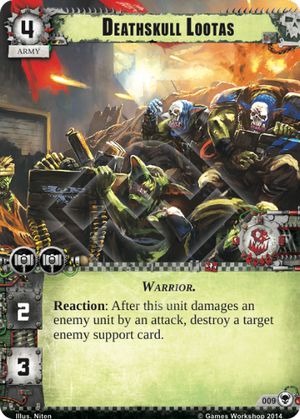 4
ARMY
DEATHSKULL LOOTAS
2
3
WARRIOR.
Reaction: After this unit damages an
enemy unit by an attack, destroy a target
enemy support card.
009
Illus. Niten
© Games Workshop 2014